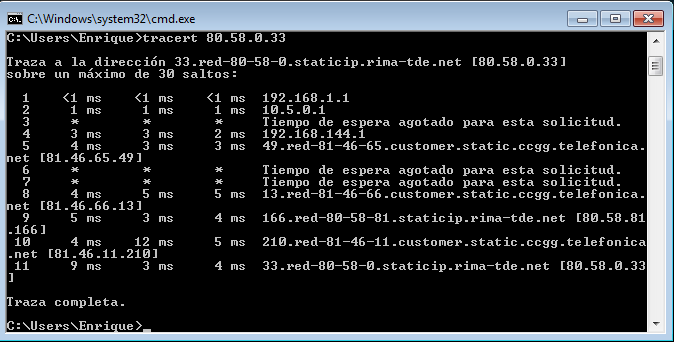 C:\Windows\system32\cmd.exe
C:\Users\Enrique>tracert 80.58.0.33
Traza a la dirección 33.red-80-58-0.staticip.rima-tde.net [80.58.0.33]
sobre un máximo de 30 saltos:
1 <1 ms <1 ms <1 ms 192.168.1.1
2 1 ms 1 ms 1 ms 10.5.0.1
3 * * * Tiempo de espera agotado para esta solicitud.
4 3 ms 3 ms 2 ms 192.168.144.1
5 4 ms 3 ms 3 ms 49.red-81-46-65.customer.static.ccgg.telefonica.
net [81.46.65.49]
6 * * * Tiempo de espera agotado para esta solicitud.
7 * * * Tiempo de espera agotado para esta solicitud.
8 4 ms 5 ms 5 ms 13.red-81-46-66.customer.static.ccgg.telefonica.
net [81.46.66.13]
9 5 ms 3 ms 4 ms 166.red-80-58-81.staticip.rima-tde.net [80.58.81
.166]
10 4 ms 12 ms 5 ms 210.red-81-46-11.customer.static.ccgg.telefonica
.net [81.46.11.210]
11 9 ms 3 ms 4 ms 33.red-80-58-0.staticip.rima-tde.net [80.58.0.33
]
Traza completa.
C:\Users\Enrique>_